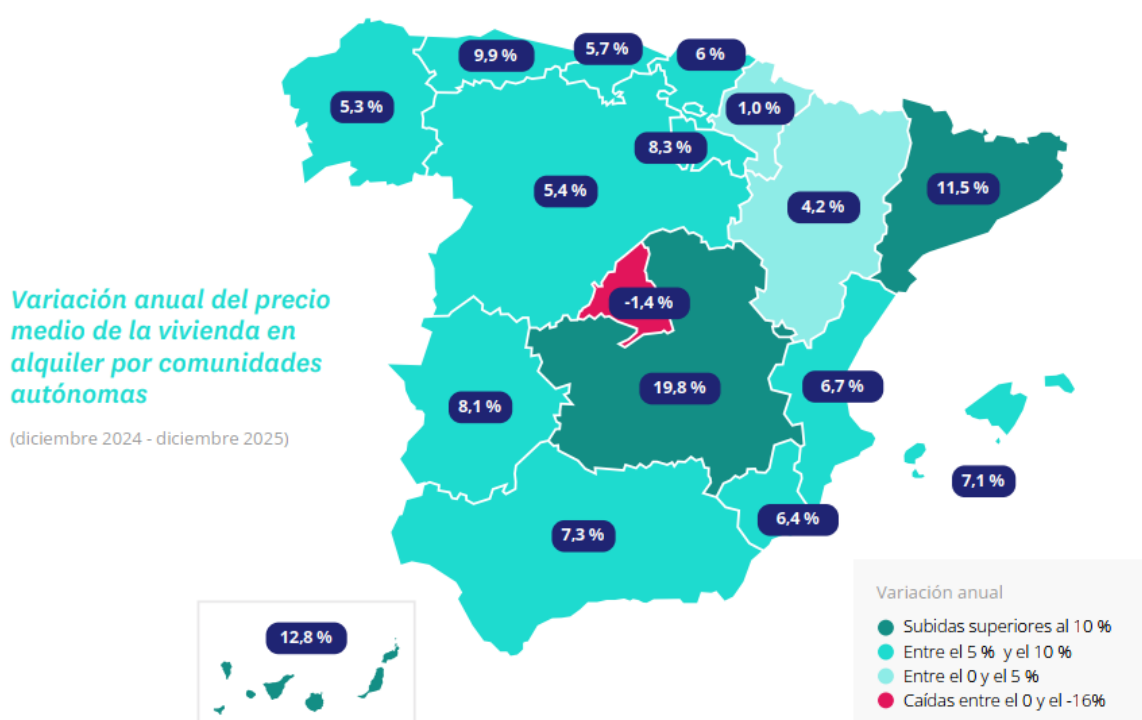 9,9 %
5,7 %
6 %
5,3 %
1,0 %
8,3 %
5,4 %
11,5 %
4,2 %
Variación anual del precio
medio de la vivienda en
alquiler por comunidades
autónomas
(diciembre 2024 - diciembre 2025)
-1,4 %
19,8 %
6,7 %
8,1 %
7,1 %
6,4 %
7,3 %
12,8 %
Variación anual
Subidas superiores al 10 %
Entre el 5 % y el 10 %
Entre el 0 y el 5 %
Caídas entre el 0 y el -16%